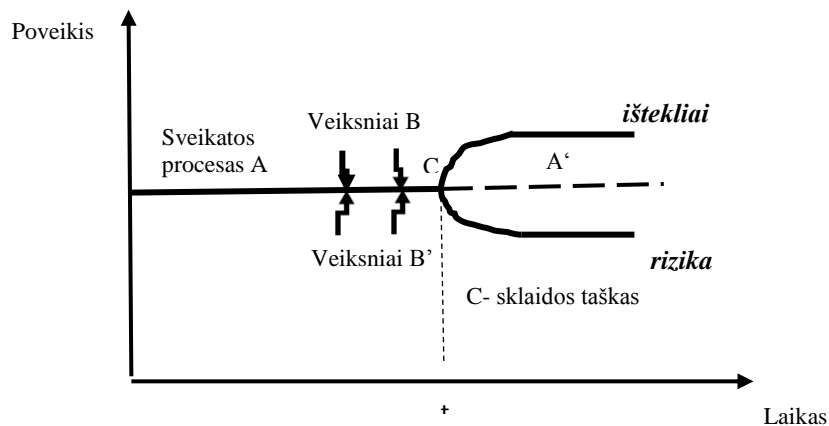 Poveikis
Sveikatos
procesas A
Veiksniai B
C
ištekliai
A‘
Veiksniai B’
rizika
C- sklaidos taškas
t
Laikas